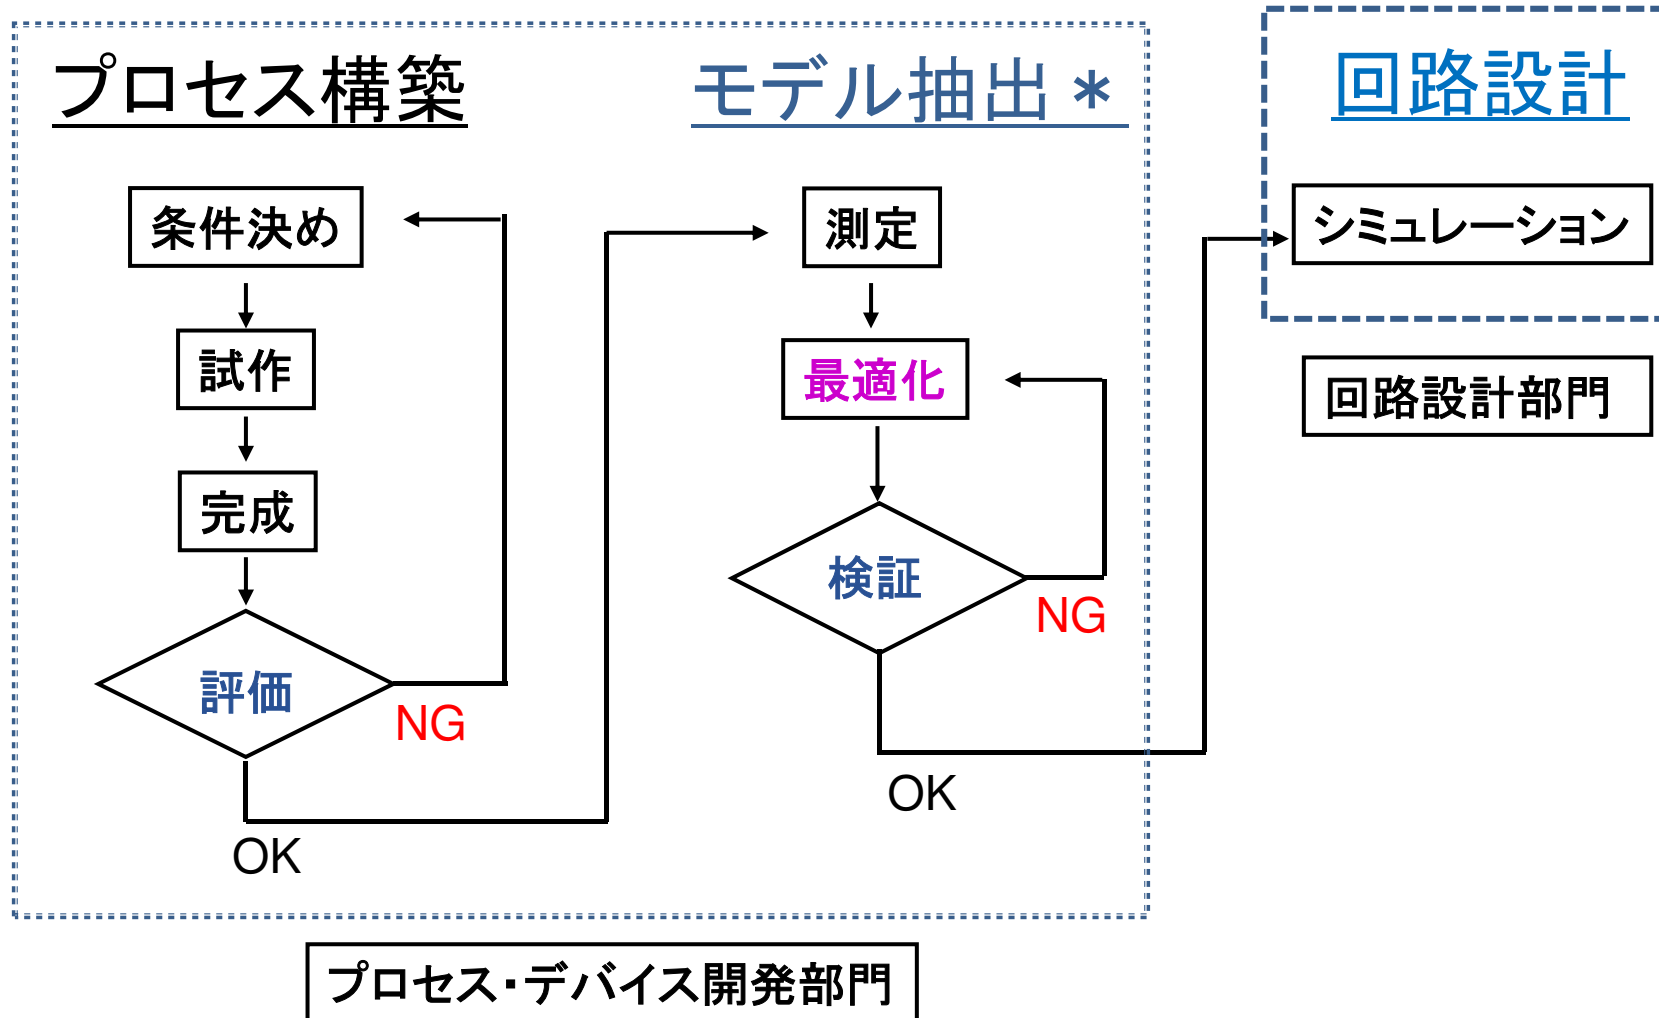 プロセス構築
条件決め
試作
完成
評価
NG
OK
モデル抽出*
測定
最適化
検証
NG
OK
回路設計
シミュレーション
回路設計部門
プロセス・デバイス開発部門